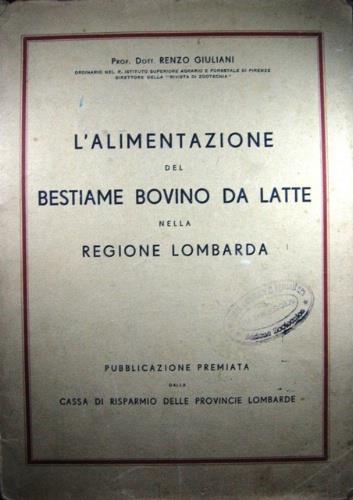 PROF. DOTT. RENZO GIULIANI
ORDINARIO NEL R. ISTITUTO SUPERIORE AGRARIO E FORESTALE DI FIRENZE
DIRETTORE DELLA "RIVISTA DI ZOOTECNIA"
L'ALIMENTAZIONE
DEL
BESTIAME BOVINO DA LATTE
NELLA
REGIONE LOMBARDA
PUBBLICAZIONE PREMIATA
DALLA
CASSA DI RISPARMIO DELLE PROVINCIE LOMBARDE